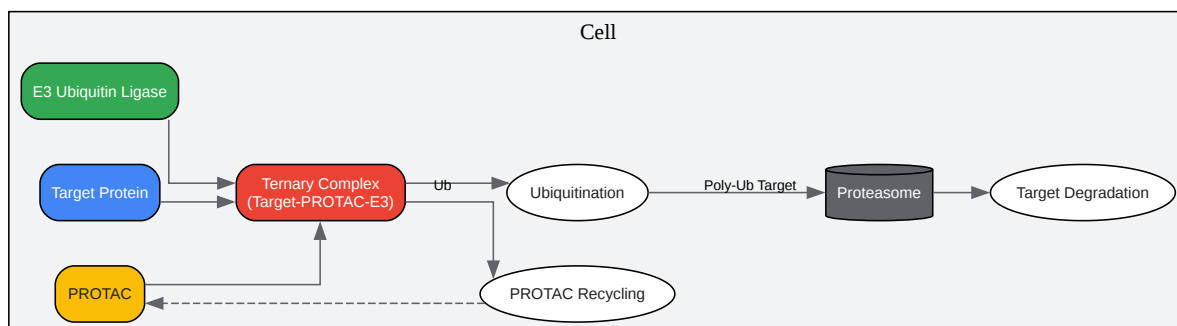 Cell
E3 Ubiquitin Ligase
Target Protein
Ternary Complex
(Target-PROTAC-E3)
Ub
Ubiquitination
Poly-Ub Target
Proteasome
Target Degradation
PROTAC
PROTAC Recycling